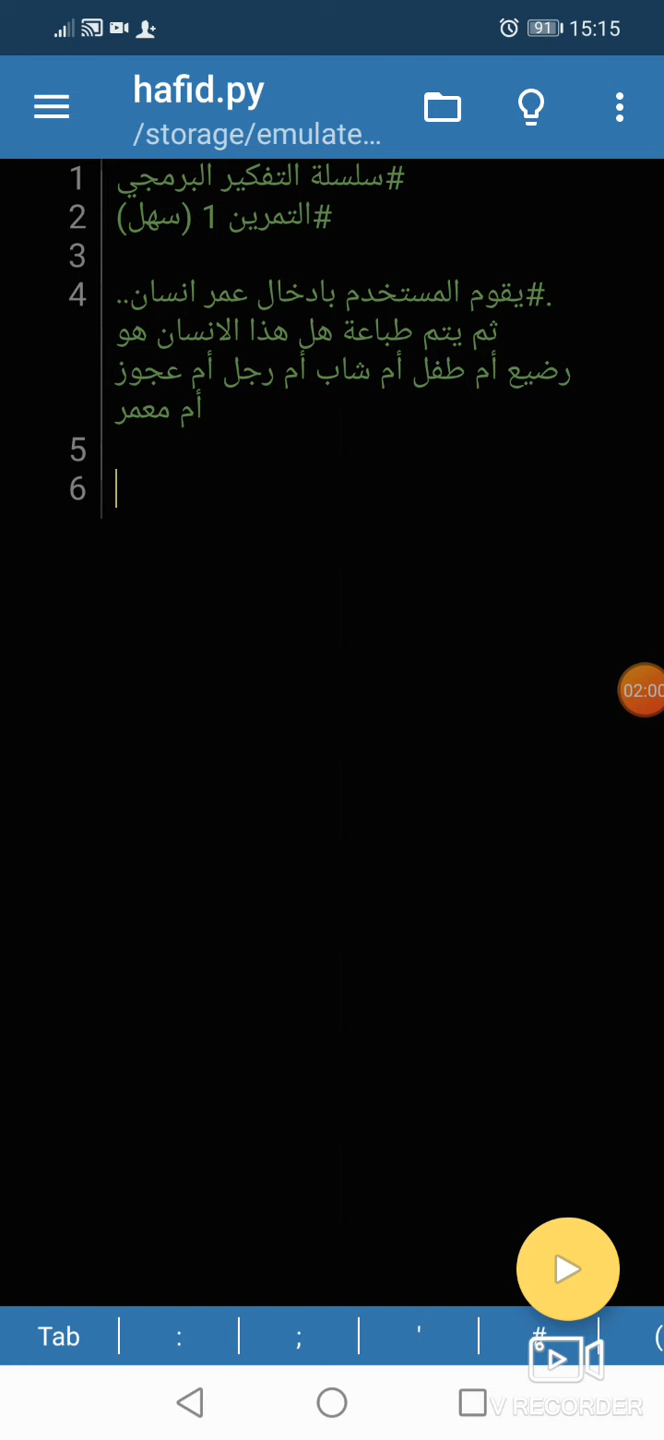 91 15:15
hafid.py
/storage/emulate...
1 #سلسلة التفكير البرمجي
2 #التمرين 1 (سهل)
3
4 #يقوم المستخدم بادخال عمر انسان...
ثم يتم طباعة هل هذا الانسان هو
رضيع أم طفل أم شاب أم رجل أم عجوز
أم معمر
5
6
02:00
Tab : ; ' # (
V RECORDER